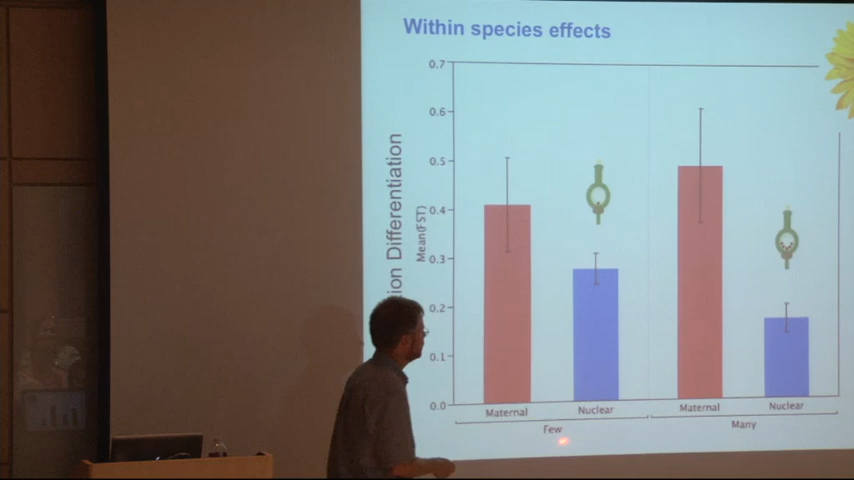 Within species effects
ion Differentiation
Mean(FST)
0.7
0.6
0.5
0.4
0.3
0.2
0.1
0.0
Maternal Nuclear Maternal Nuclear
Few Many